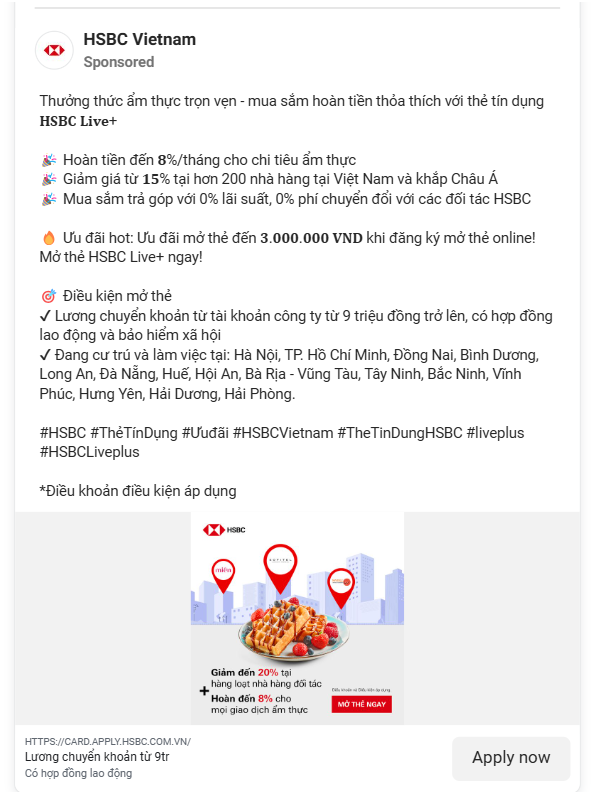 HSBC Vietnam
Sponsored
Thưởng thức ẩm thực trọn vẹn - mua sắm hoàn tiền thỏa thích với thẻ tín dụng
HSBC Live+
🎉 Hoàn tiền đến 8%/tháng cho chi tiêu ẩm thực
🎉 Giảm giá từ 15% tại hơn 200 nhà hàng tại Việt Nam và khắp Châu Á
🎉 Mua sắm trả góp với 0% lãi suất, 0% phí chuyển đổi với các đối tác HSBC
🔥 Ưu đãi hot: Ưu đãi mở thẻ đến 3.000.000 VND khi đăng ký mở thẻ online!
Mở thẻ HSBC Live+ ngay!
🎯 Điều kiện mở thẻ
✓ Lương chuyển khoản từ tài khoản công ty từ 9 triệu đồng trở lên, có hợp đồng
lao động và bảo hiểm xã hội
✓ Đang cư trú và làm việc tại: Hà Nội, TP. Hồ Chí Minh, Đồng Nai, Bình Dương,
Long An, Đà Nẵng, Huế, Hội An, Bà Rịa - Vũng Tàu, Tây Ninh, Bắc Ninh, Vĩnh
Phúc, Hưng Yên, Hải Dương, Hải Phòng.
#HSBC #ThẻTínDụng #Ưuđãi #HSBCVietnam #TheTinDungHSBC #liveplus
#HSBCLiveplus
*Điều khoản điều kiện áp dụng
HSBC
Giảm đến 20% tại
hàng loạt nhà hàng đối tác
+ Hoàn đến 8% cho
mọi giao dịch ẩm thực
Điều khoản và Điều kiện áp dụng
MỞ THẺ NGAY
HTTPS://CARD.APPLY.HSBC.COM.VN/
Lương chuyển khoản từ 9tr
Có hợp đồng lao động
Apply now